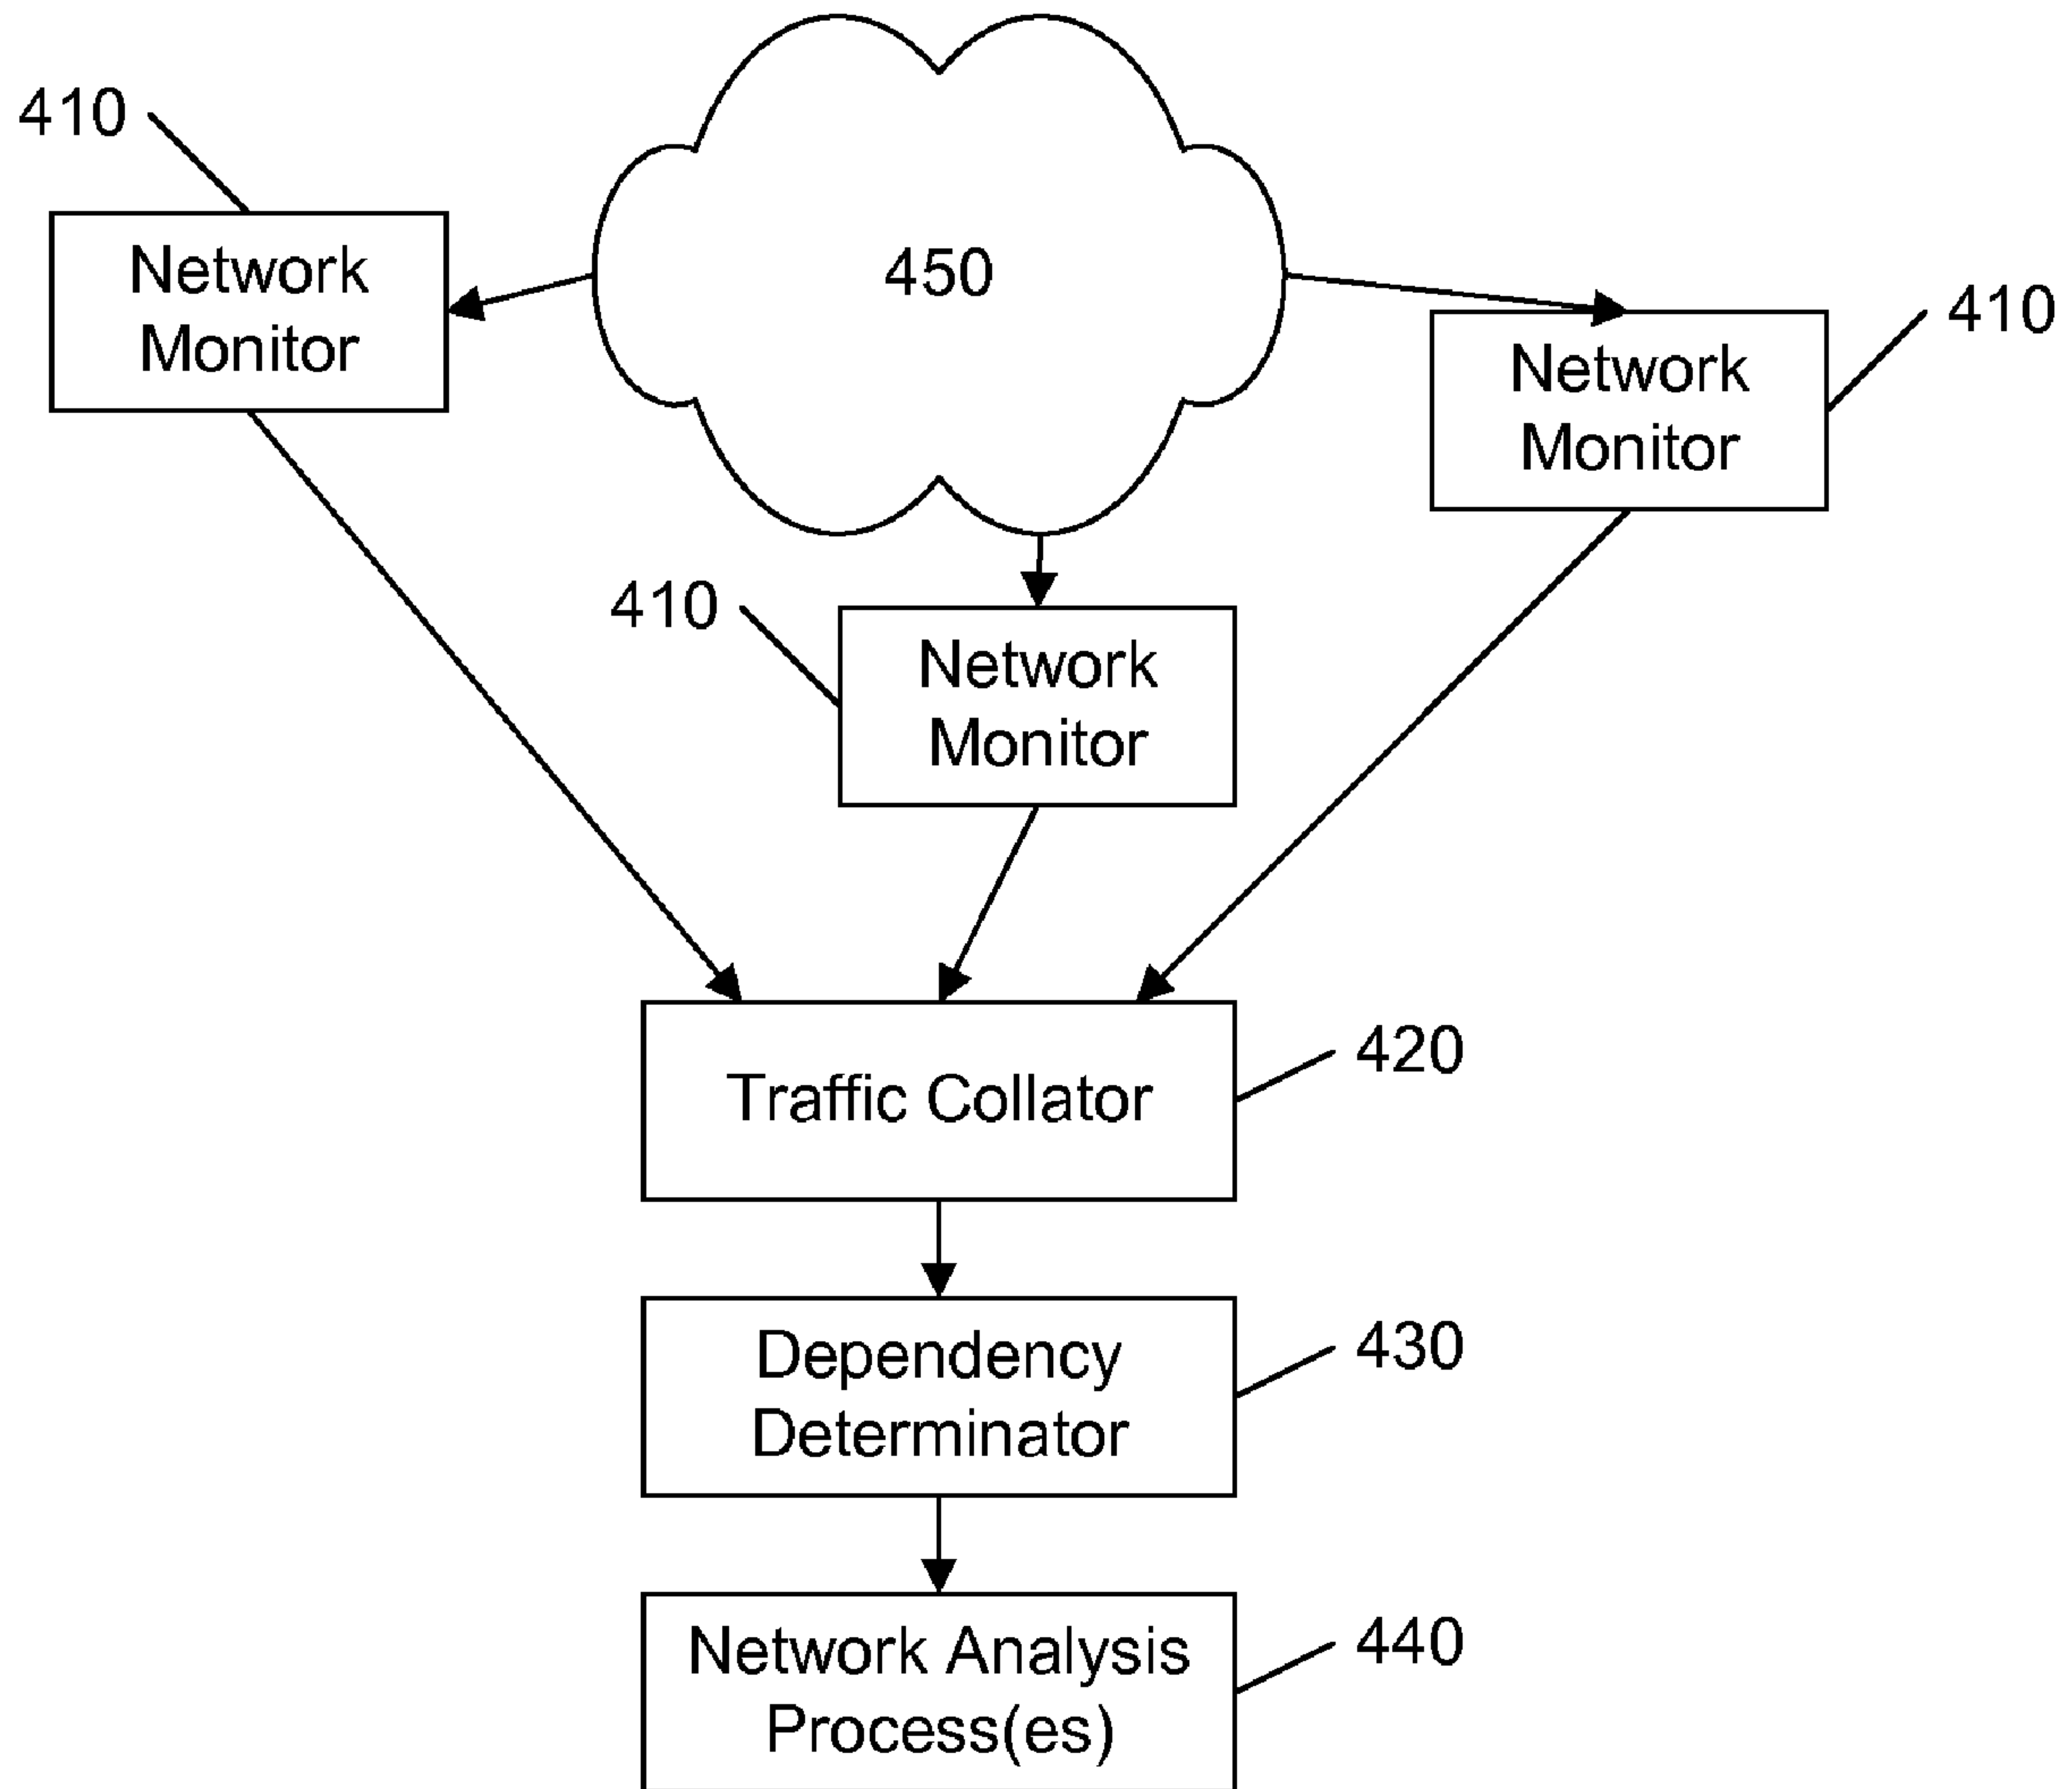 410
Network
Monitor
450
410
Network
Monitor
410
Network
Monitor
Traffic Collator
420
Dependency
Determinator
430
Network Analysis
Process(es)
440